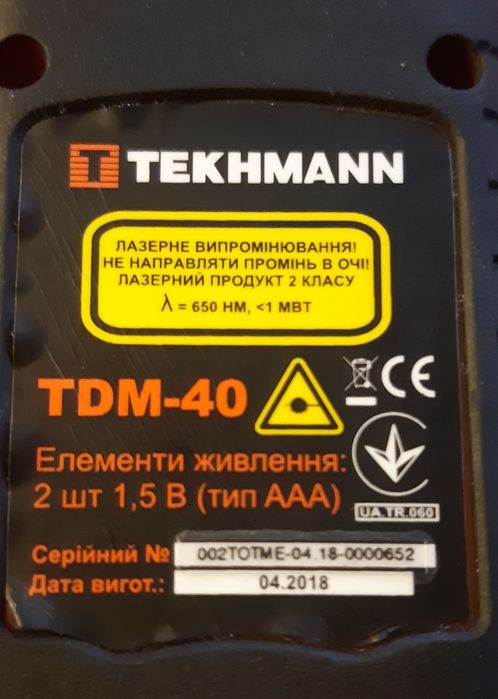 TEKHMANN
ЛАЗЕРНЕ ВИПРОМІНЮВАННЯ!
НЕ НАПРАВЛЯТИ ПРОМІНЬ В ОЧІ!
ЛАЗЕРНИЙ ПРОДУКТ 2 КЛАСУ
λ = 650 НМ, <1 МВТ
TDM-40
CE
Елементи живлення:
2 шт 1,5 В (тип ААА)
UA.TR.060
Серійний № 002TOTME-04.18-0000652
Дата вигот.: 04.2018